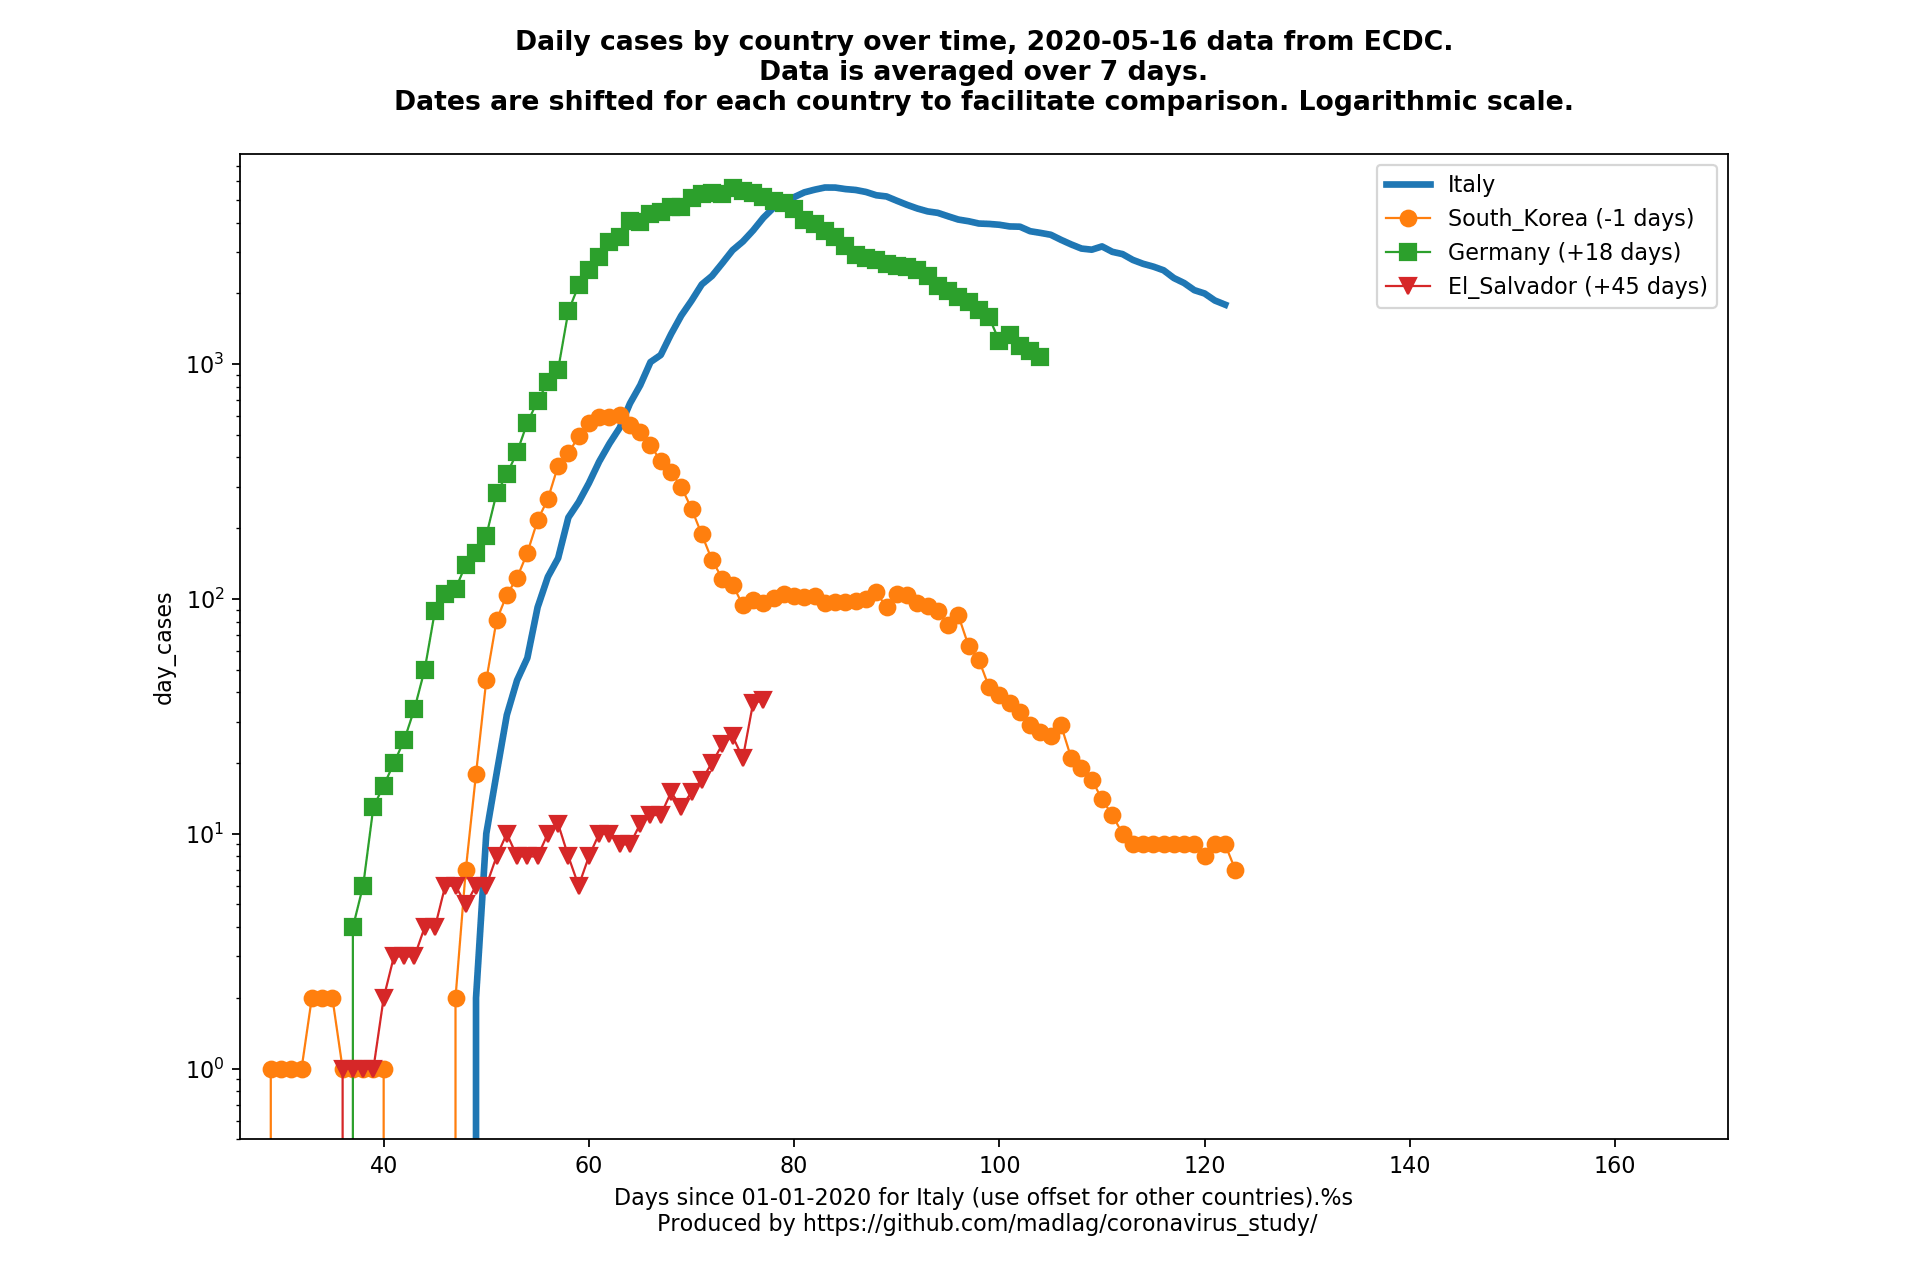 Daily cases by country over time, 2020-05-16 data from ECDC.
Data is averaged over 7 days.
Dates are shifted for each country to facilitate comparison. Logarithmic scale.
Italy
South_Korea (-1 days)
Germany (+18 days)
El_Salvador (+45 days)
day_cases
10³
10²
10¹
10⁰
40 60 80 100 120 140 160
Days since 01-01-2020 for Italy (use offset for other countries).%s
Produced by https://github.com/madlag/coronavirus_study/